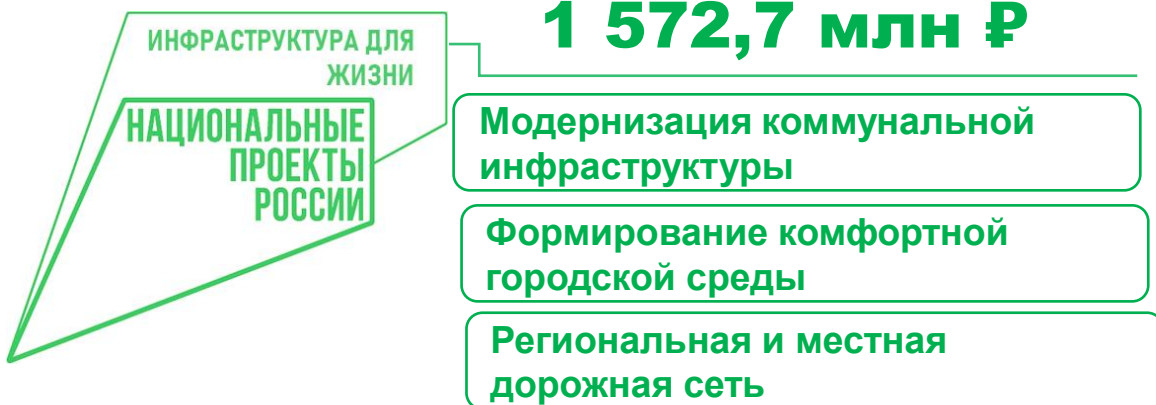 ИНФРАСТРУКТУРА ДЛЯ
ЖИЗНИ
НАЦИОНАЛЬНЫЕ
ПРОЕКТЫ
РОССИИ
1 572,7 млн ₽
Модернизация коммунальной
инфраструктуры
Формирование комфортной
городской среды
Региональная и местная
дорожная сеть